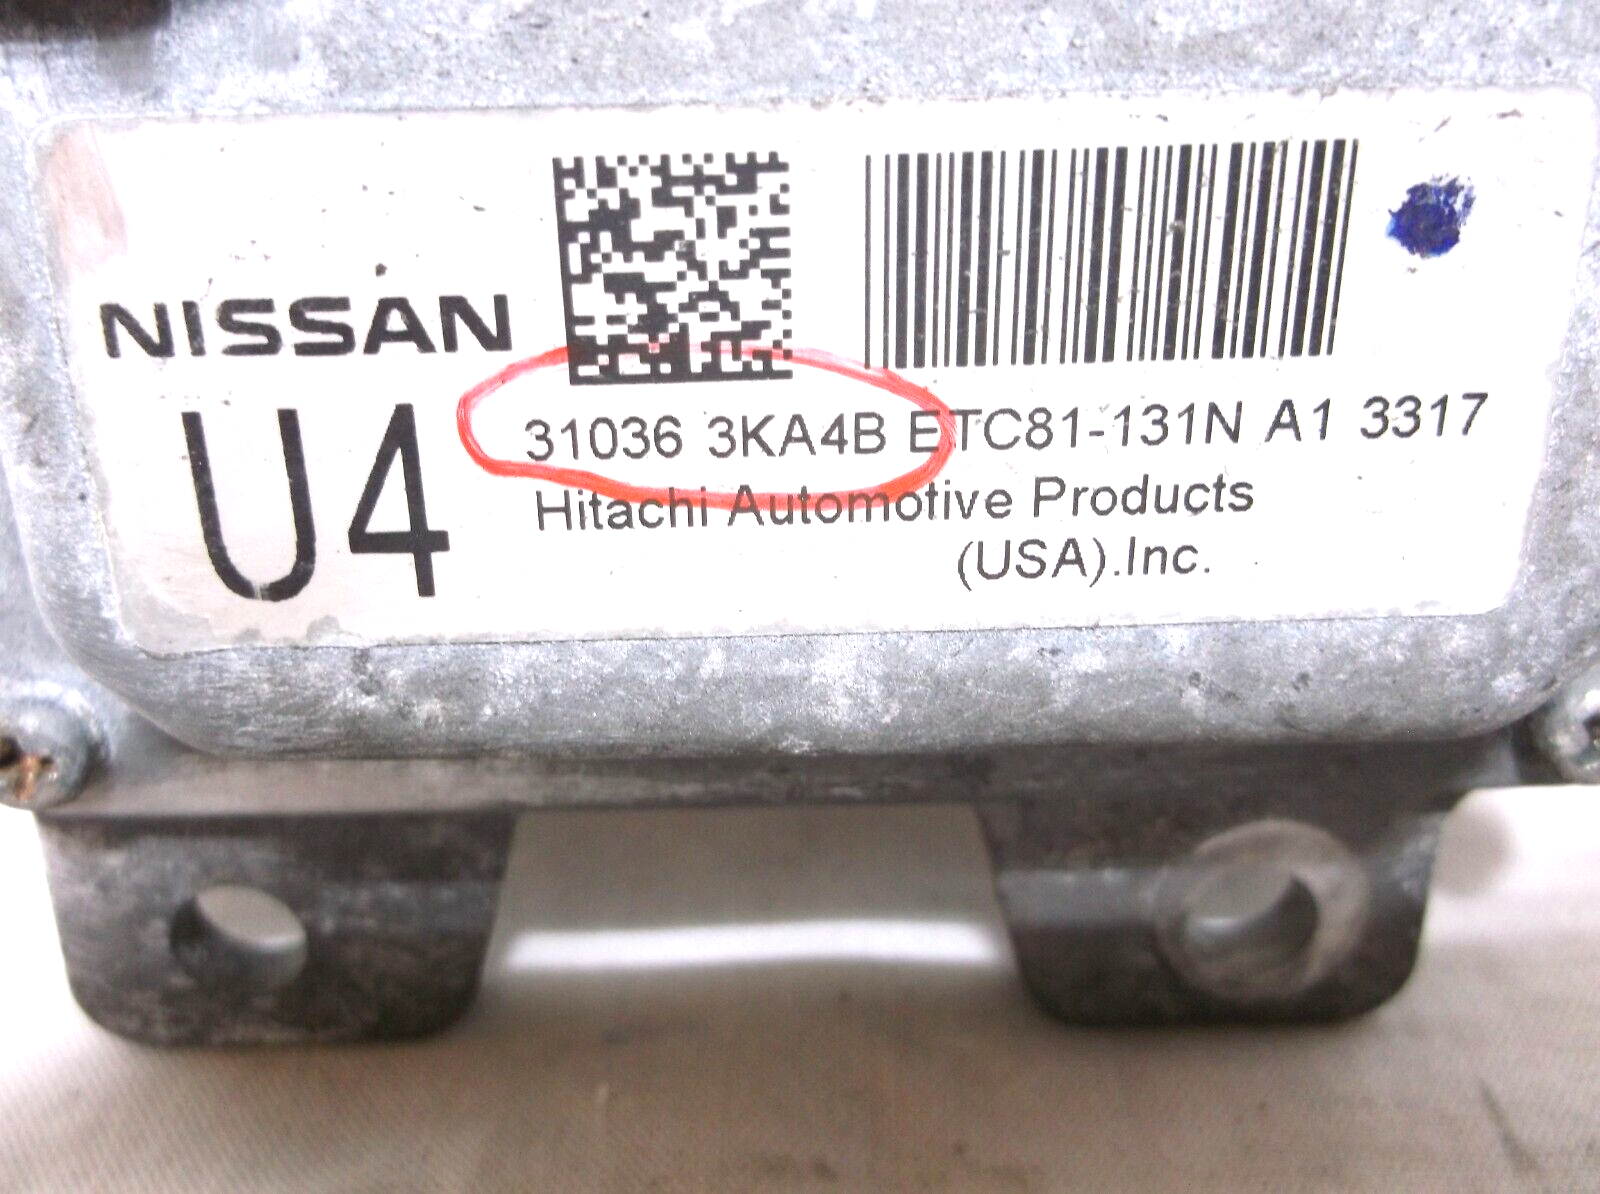 NISSAN
U4
31036 3KA4B ETC81-131N A1 3317
Hitachi Automotive Products
(USA).Inc.